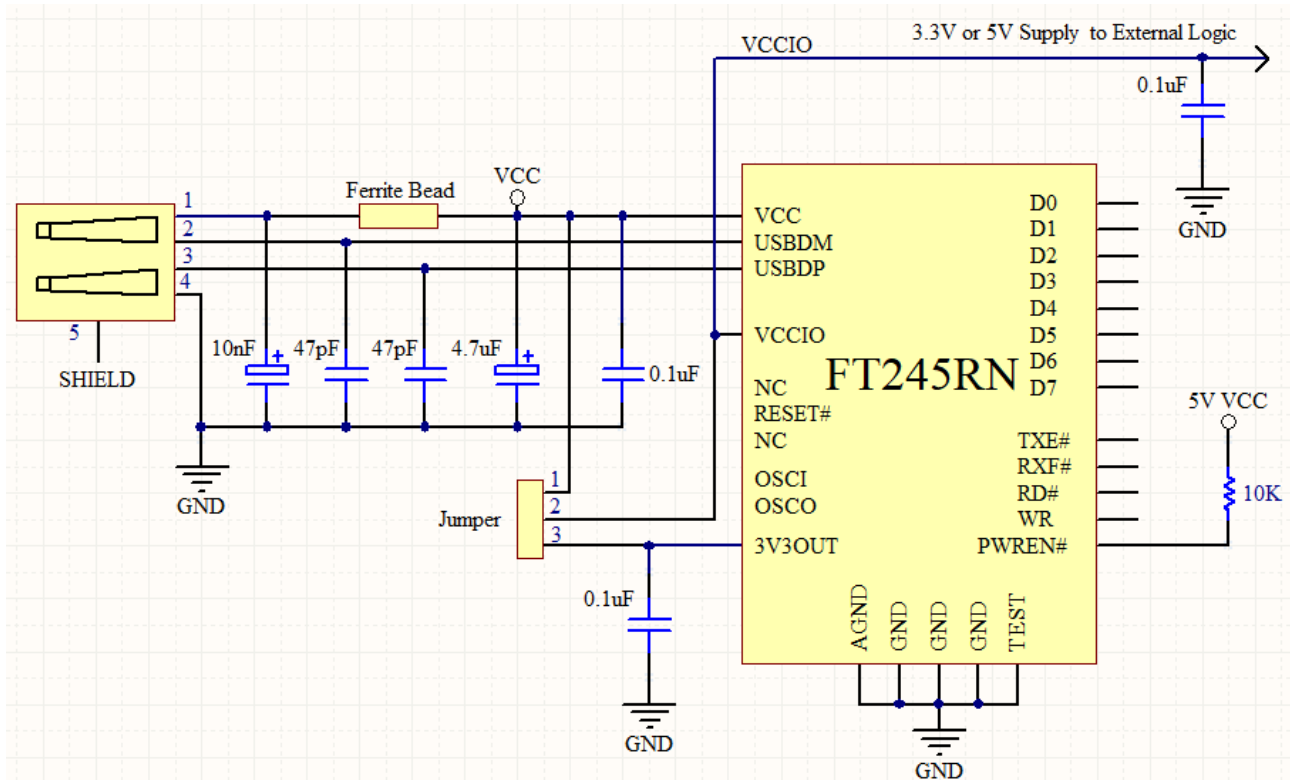 3.3V or 5V Supply to External Logic
VCCIO
0.1uF
GND
VCC
Ferrite Bead
1
2
3
4
5
SHIELD
10nF
+
47pF
47pF
4.7uF
+
0.1uF
GND
Jumper
1
2
3
0.1uF
GND
VCC
USBDM
USBDP
VCCIO
NC
RESET#
NC
OSCI
OSCO
3V3OUT
FT245RN
D0
D1
D2
D3
D4
D5
D6
D7
TXE#
RXF#
RD#
WR
PWREN#
AGND
GND
GND
GND
TEST
GND
5V VCC
10K